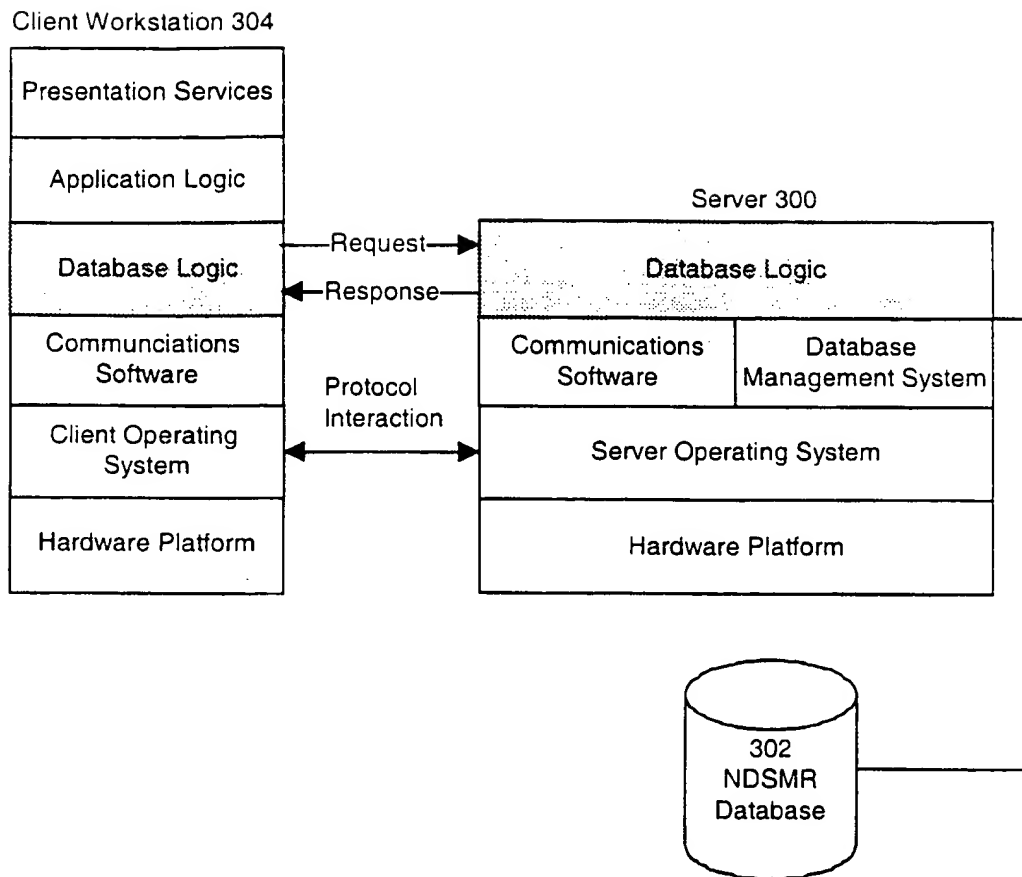 Client Workstation 304
Presentation Services
Application Logic
Database Logic
Communciations
Software
Client Operating
System
Hardware Platform
Request
Response
Protocol
Interaction
Server 300
Database Logic
Communications
Software
Database
Management System
Server Operating System
Hardware Platform
302
NDSMR
Database